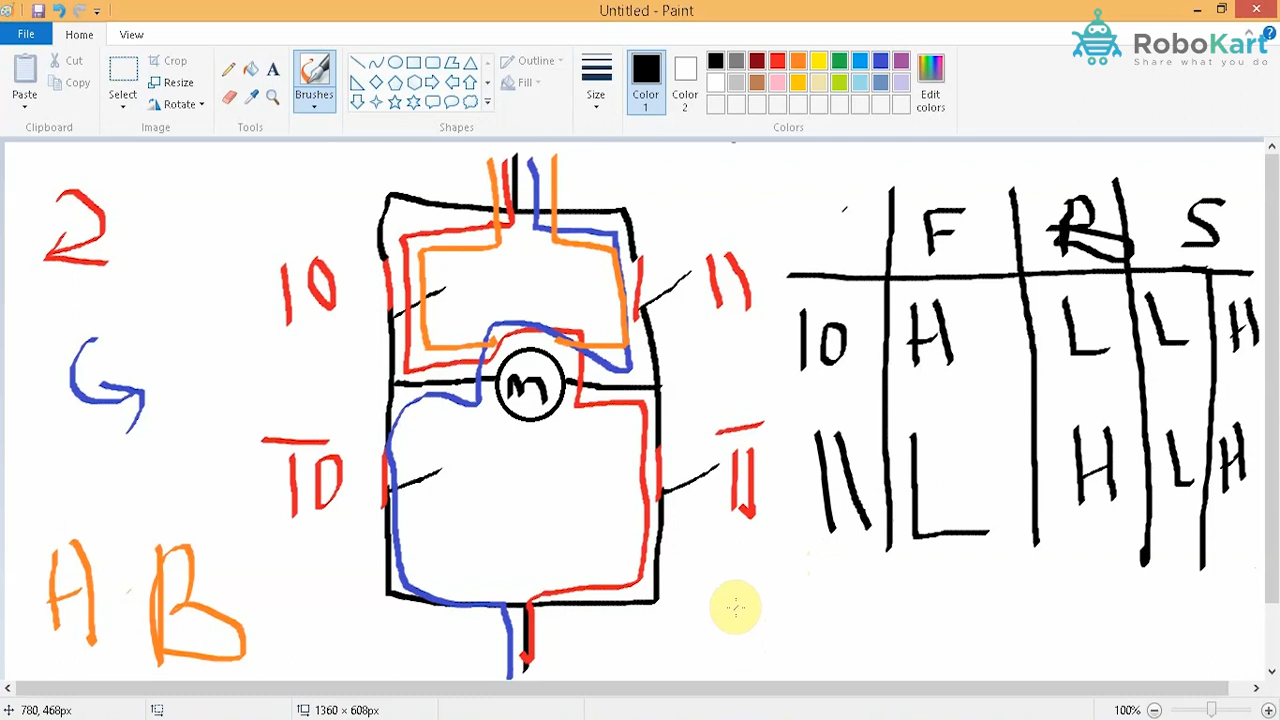 Untitled - Paint
File Home View
RoboKart
Share what you do
Cut
Copy
Paste
Clipboard
Select
Crop
Resize
Rotate
Image
A
Tools
Brushes
Outline
Fill
Shapes
Size
Color 1
Color 2
Edit colors
Colors
2
10
11
10
11
A B
m
F R S
10 H L L H
11 L H L H
780, 468px
1360 × 608px
100%